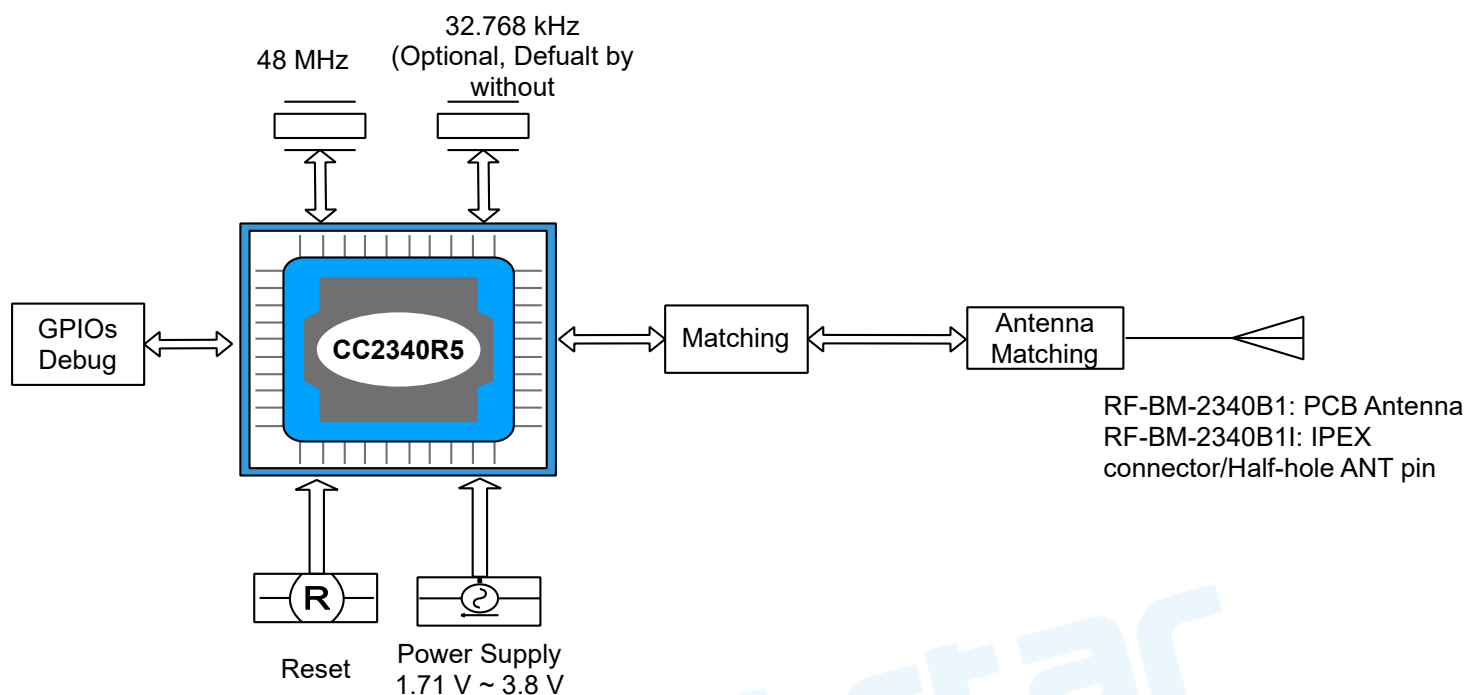 48 MHz
32.768 kHz
(Optional, Defualt by
without
GPIOs
Debug
CC2340R5
Matching
Antenna
Matching
RF-BM-2340B1: PCB Antenna
RF-BM-2340B1I: IPEX
connector/Half-hole ANT pin
R
Reset
Power Supply
1.71 V ~ 3.8 V
star